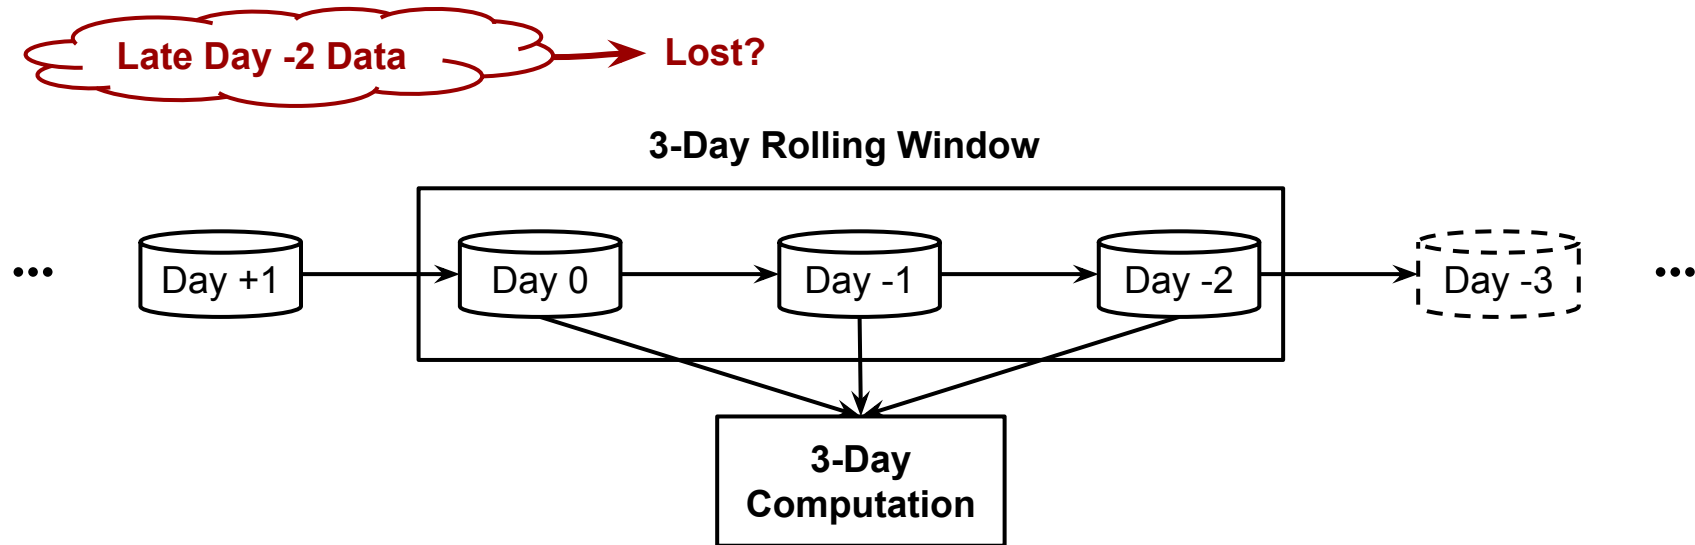 Late Day -2 Data
Lost?
3-Day Rolling Window
... Day +1 Day 0 Day -1 Day -2 Day -3 ...
3-Day
Computation